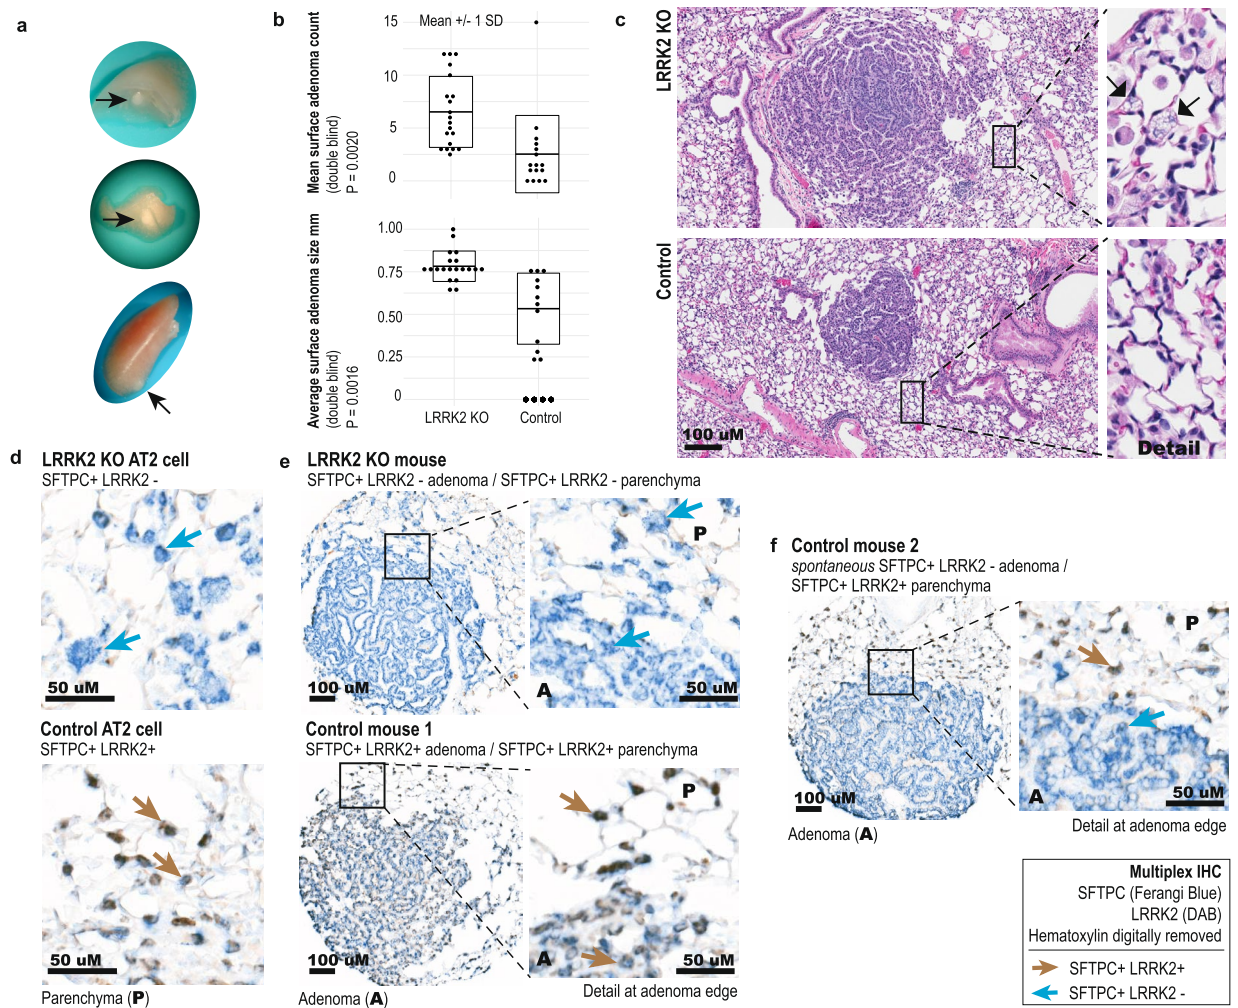 a
b
Mean +/- 1 SD
Mean surface adenoma count
(double blind)
P = 0.0020
15
10
5
0
Average surface adenoma size mm
(double blind)
P = 0.0016
1.00
0.75
0.50
0.25
0
LRRK2 KO
Control
c
LRRK2 KO
Control
100 uM
Detail
d
LRRK2 KO AT2 cell
SFTPC+ LRRK2 -
50 uM
Control AT2 cell
SFTPC+ LRRK2+
50 uM
Parenchyma (P)
e
LRRK2 KO mouse
SFTPC+ LRRK2 - adenoma / SFTPC+ LRRK2 - parenchyma
100 uM
P
A
50 uM
Control mouse 1
SFTPC+ LRRK2+ adenoma / SFTPC+ LRRK2+ parenchyma
100 uM
P
A
50 uM
Adenoma (A)
Detail at adenoma edge
f
Control mouse 2
spontaneous SFTPC+ LRRK2 - adenoma /
SFTPC+ LRRK2+ parenchyma
100 uM
P
A
50 uM
Adenoma (A)
Detail at adenoma edge
Multiplex IHC
SFTPC (Ferangi Blue)
LRRK2 (DAB)
Hematoxylin digitally removed
SFTPC+ LRRK2+
SFTPC+ LRRK2 -